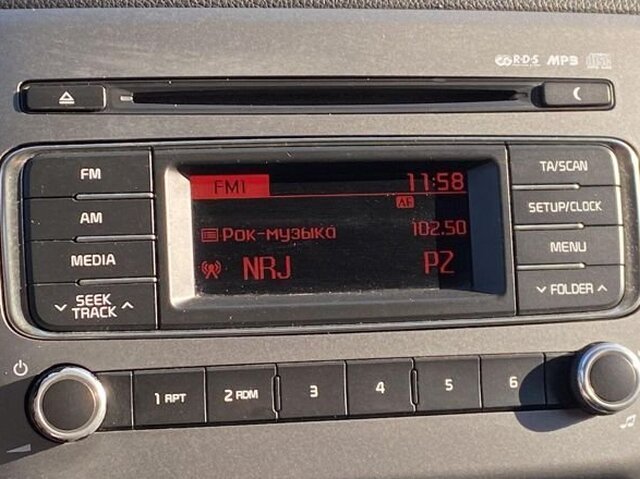 R·D·S MP3
FM
AM
MEDIA
SEEK
TRACK
FM1
11:58
AF
Рок-музыка
102.50
NRJ
P2
TA/SCAN
SETUP/CLOCK
MENU
FOLDER
1 RPT
2 RDM
3
4
5
6